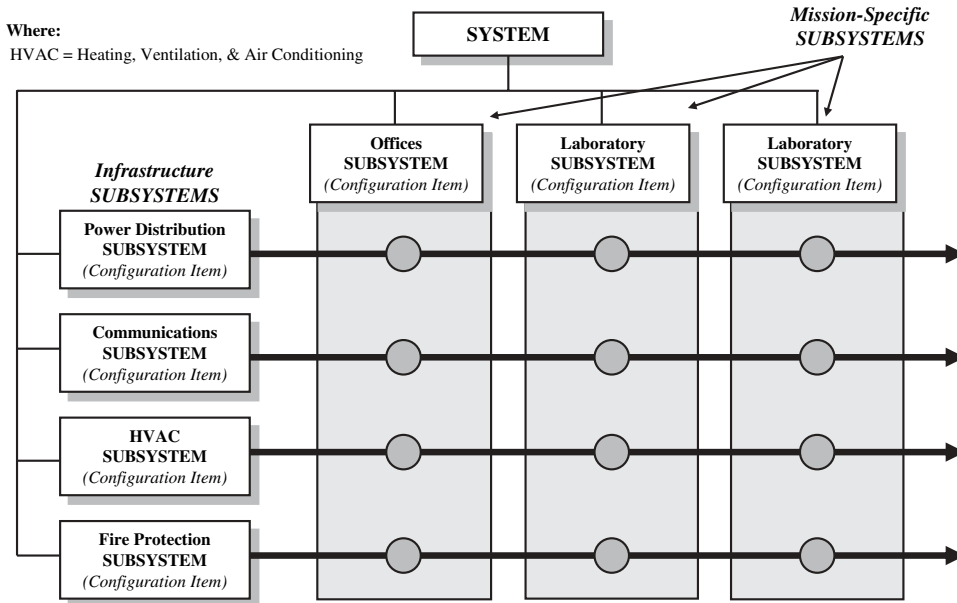 Where:
HVAC = Heating, Ventilation, & Air Conditioning
SYSTEM
Mission-Specific
SUBSYSTEMS
Offices
SUBSYSTEM
(Configuration Item)
Laboratory
SUBSYSTEM
(Configuration Item)
Laboratory
SUBSYSTEM
(Configuration Item)
Infrastructure
SUBSYSTEMS
Power Distribution
SUBSYSTEM
(Configuration Item)
Communications
SUBSYSTEM
(Configuration Item)
HVAC
SUBSYSTEM
(Configuration Item)
Fire Protection
SUBSYSTEM
(Configuration Item)